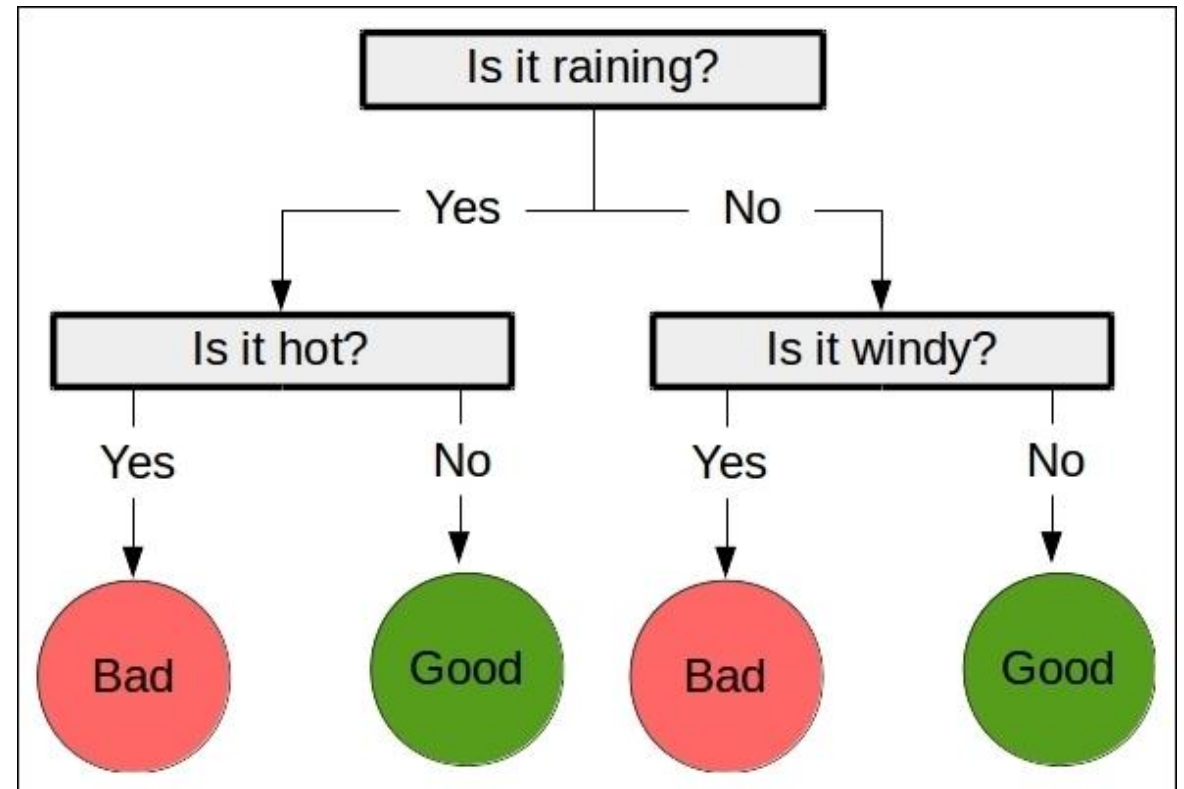 Is it raining?
Yes
No
Is it hot?
Is it windy?
Yes
No
Yes
No
Bad
Good
Bad
Good